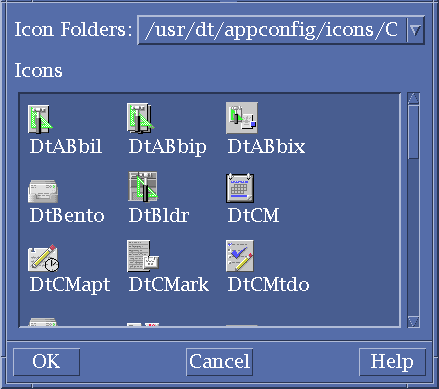 Icon Folders: /usr/dt/appconfig/icons/C
Icons
DtABbil DtABbip DtABbix
DtBento DtBldr DtCM
DtCMapt DtCMark DtCMtdo
OK Cancel Help